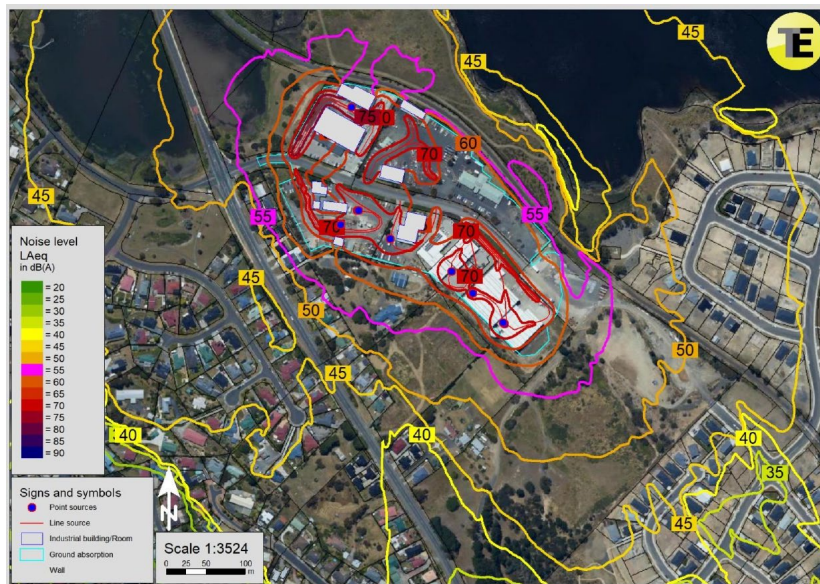 45
45
45
TE
75
70
60
70
45
55
55
70
70
70
Noise level
LAeq
in dB(A)
= 20
= 25
= 30
= 35
= 40
= 45
= 50
= 55
= 60
= 65
= 70
= 75
= 80
= 85
= 90
45
50
50
45
40
40
40
35
45
Signs and symbols
Point sources
Line source
Industrial building/Room
Ground absorption
Wall
N
Scale 1:3524
0 25 50 100
m